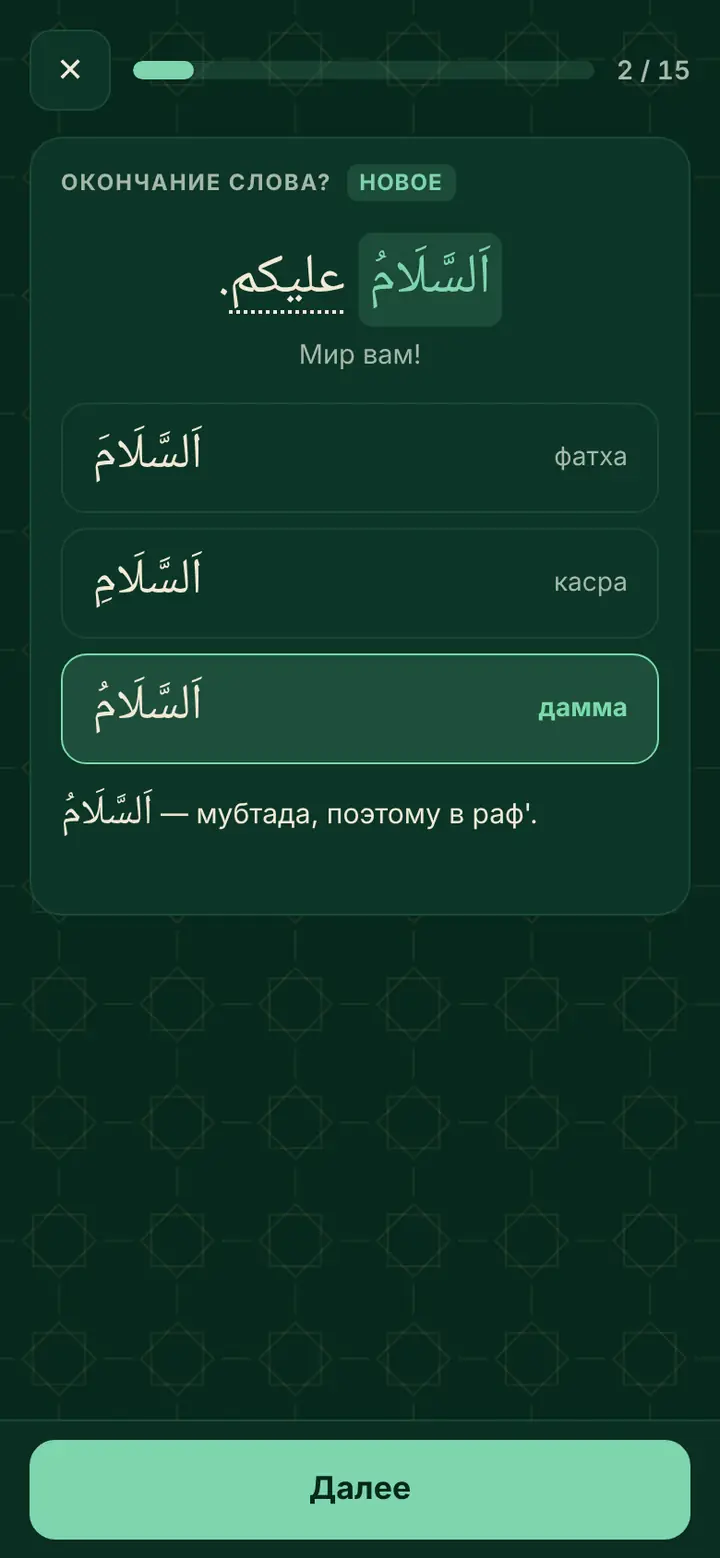 ✕ 2 / 15
ОКОНЧАНИЕ СЛОВА? НОВОЕ
اَلسَّلَامُ عليكم.
Мир вам!
اَلسَّلَامَ фатха
اَلسَّلَامِ касра
اَلسَّلَامُ дамма
اَلسَّلَامُ — мубтада, поэтому в раф'.
Далее